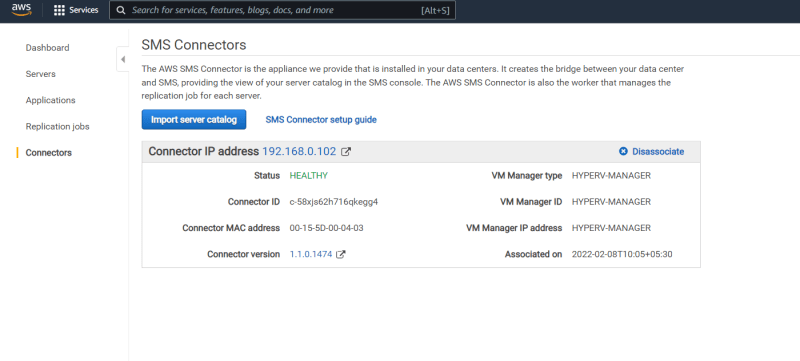 aws
Services
Search for services, features, blogs, docs, and more
[Alt+S]
Dashboard
Servers
Applications
Replication jobs
Connectors
SMS Connectors
The AWS SMS Connector is the appliance we provide that is installed in your data centers. It creates the bridge between your data center
and SMS, providing the view of your server catalog in the SMS console. The AWS SMS Connector is also the worker that manages the
replication job for each server.
Import server catalog
SMS Connector setup guide
Connector IP address 192.168.0.102
Disassociate
Status HEALTHY
VM Manager type HYPERV-MANAGER
Connector ID c-58xjs62h716qkegg4
VM Manager ID HYPERV-MANAGER
Connector MAC address 00-15-5D-00-04-03
VM Manager IP address HYPERV-MANAGER
Connector version 1.1.0.1474
Associated on 2022-02-08T10:05+05:30